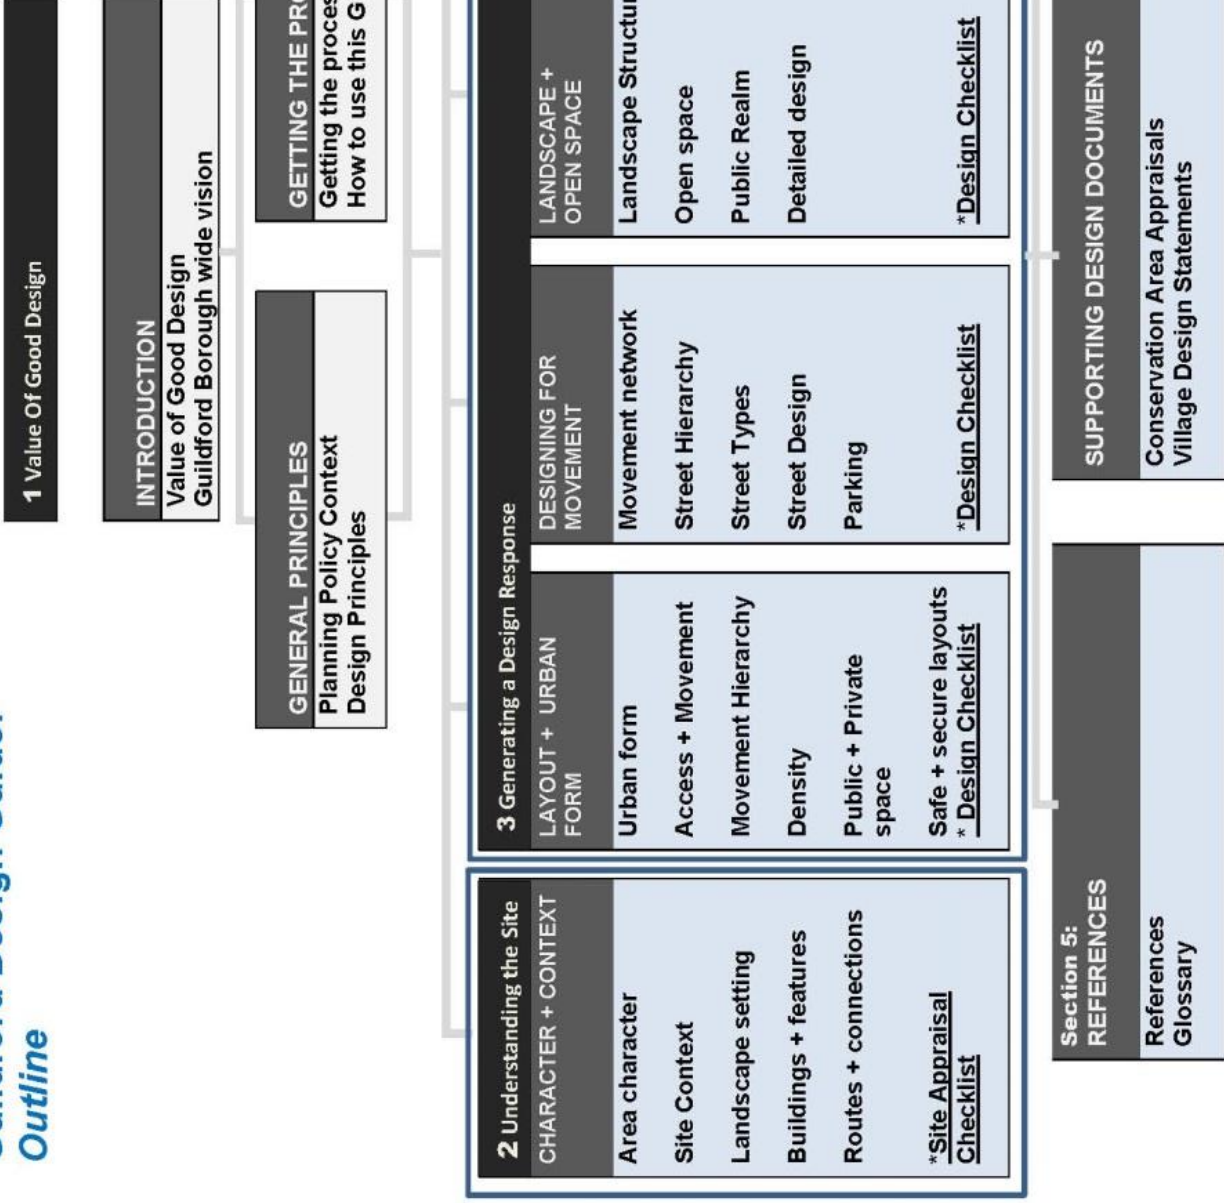 Outline
1 Value Of Good Design
INTRODUCTION
Value of Good Design
Guildford Borough wide vision
GENERAL PRINCIPLES
Planning Policy Context
Design Principles
GETTING THE
Getting the
How to use this
2 Understanding the Site
CHARACTER + CONTEXT
Area character
Site Context
Landscape setting
Buildings + features
Routes + connections
*Site Appraisal
Checklist
3 Generating a Design Response
LAYOUT + URBAN
FORM
Urban form
Access + Movement
Movement Hierarchy
Density
Public + Private
space
Safe + secure layouts
* Design Checklist
DESIGNING FOR
MOVEMENT
Movement network
Street Hierarchy
Street Types
Street Design
Parking
*Design Checklist
LANDSCAPE +
OPEN SPACE
Landscape
Open space
Public Realm
Detailed design
*Design Checklist
Section 5:
REFERENCES
References
Glossary
SUPPORTING DESIGN DOCUMENTS
Conservation Area Appraisals
Village Design Statements